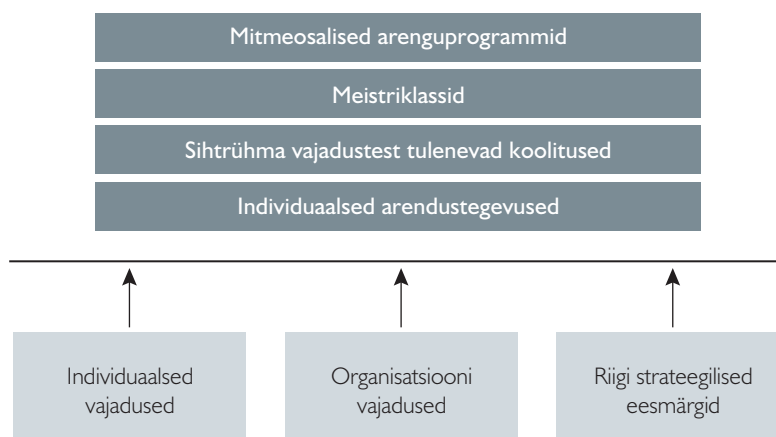 Mitmeosalised arenguprogrammid
Meistriklassid
Sihtrühma vajadustest tulenevad koolitused
Individuaalsed arendustegevused
Individuaalsed
vajadused
Organisatsiooni
vajadused
Riigi strateegilised
eesmärgid